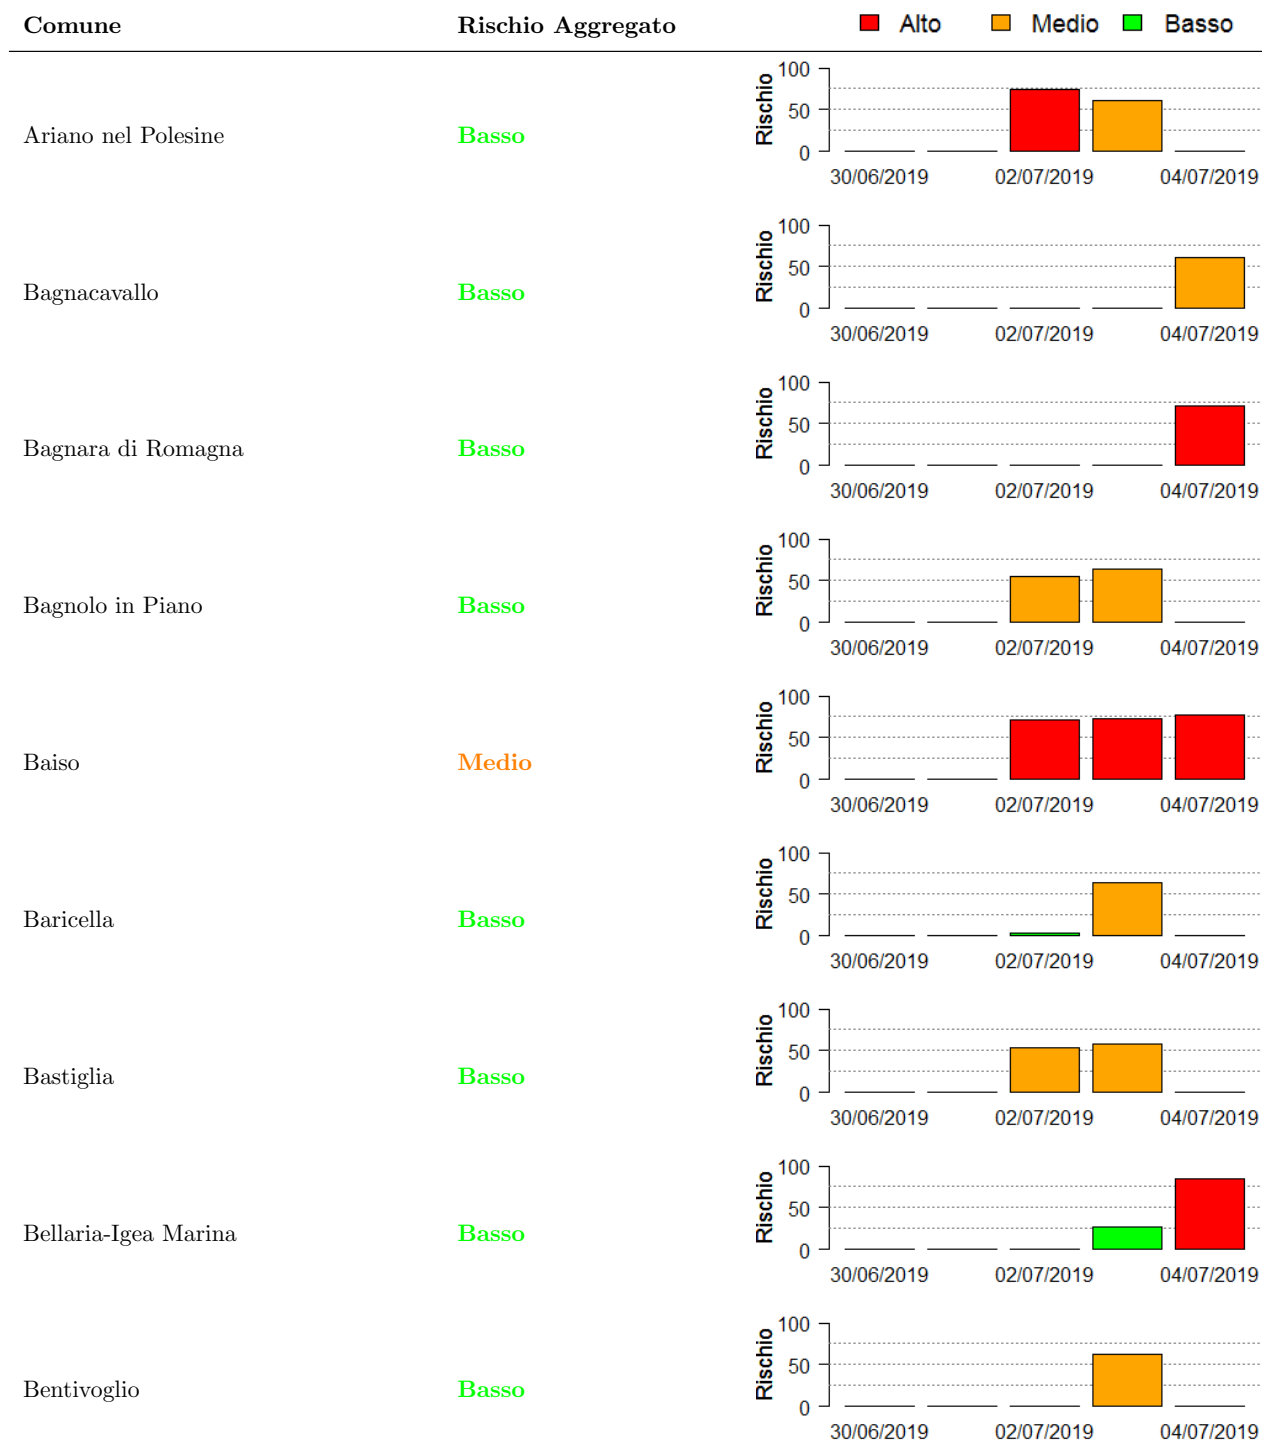 Comune Rischio Aggregato Alto Medio Basso
100
50
0
Rischio
Ariano nel Polesine Basso
30/06/2019 02/07/2019 04/07/2019
100
50
0
Rischio
Bagnacavallo Basso
30/06/2019 02/07/2019 04/07/2019
100
50
0
Rischio
Bagnara di Romagna Basso
30/06/2019 02/07/2019 04/07/2019
100
50
0
Rischio
Bagnolo in Piano Basso
30/06/2019 02/07/2019 04/07/2019
100
50
0
Rischio
Baiso Medio
30/06/2019 02/07/2019 04/07/2019
100
50
0
Rischio
Baricella Basso
30/06/2019 02/07/2019 04/07/2019
100
50
0
Rischio
Bastiglia Basso
30/06/2019 02/07/2019 04/07/2019
100
50
0
Rischio
Bellaria-Igea Marina Basso
30/06/2019 02/07/2019 04/07/2019
100
50
0
Rischio
Bentivoglio Basso
30/06/2019 02/07/2019 04/07/2019